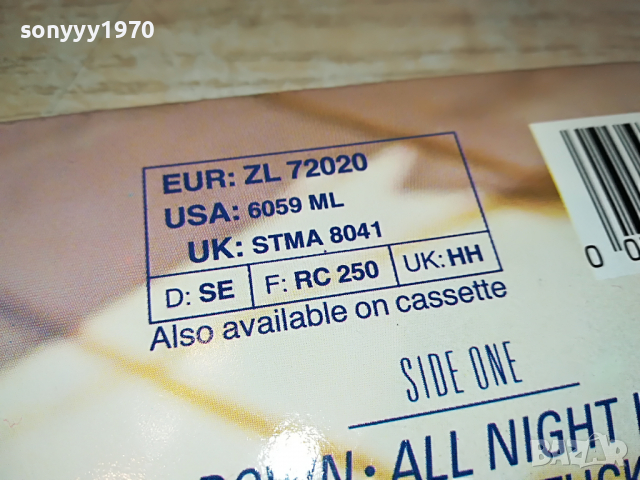 sonyyy1970
EUR: ZL 72020
USA: 6059 ML
UK: STMA 8041
D: SE F: RC 250 UK: HH
Also available on cassette
SIDE ONE
· ALL NIGHT
BAZAR